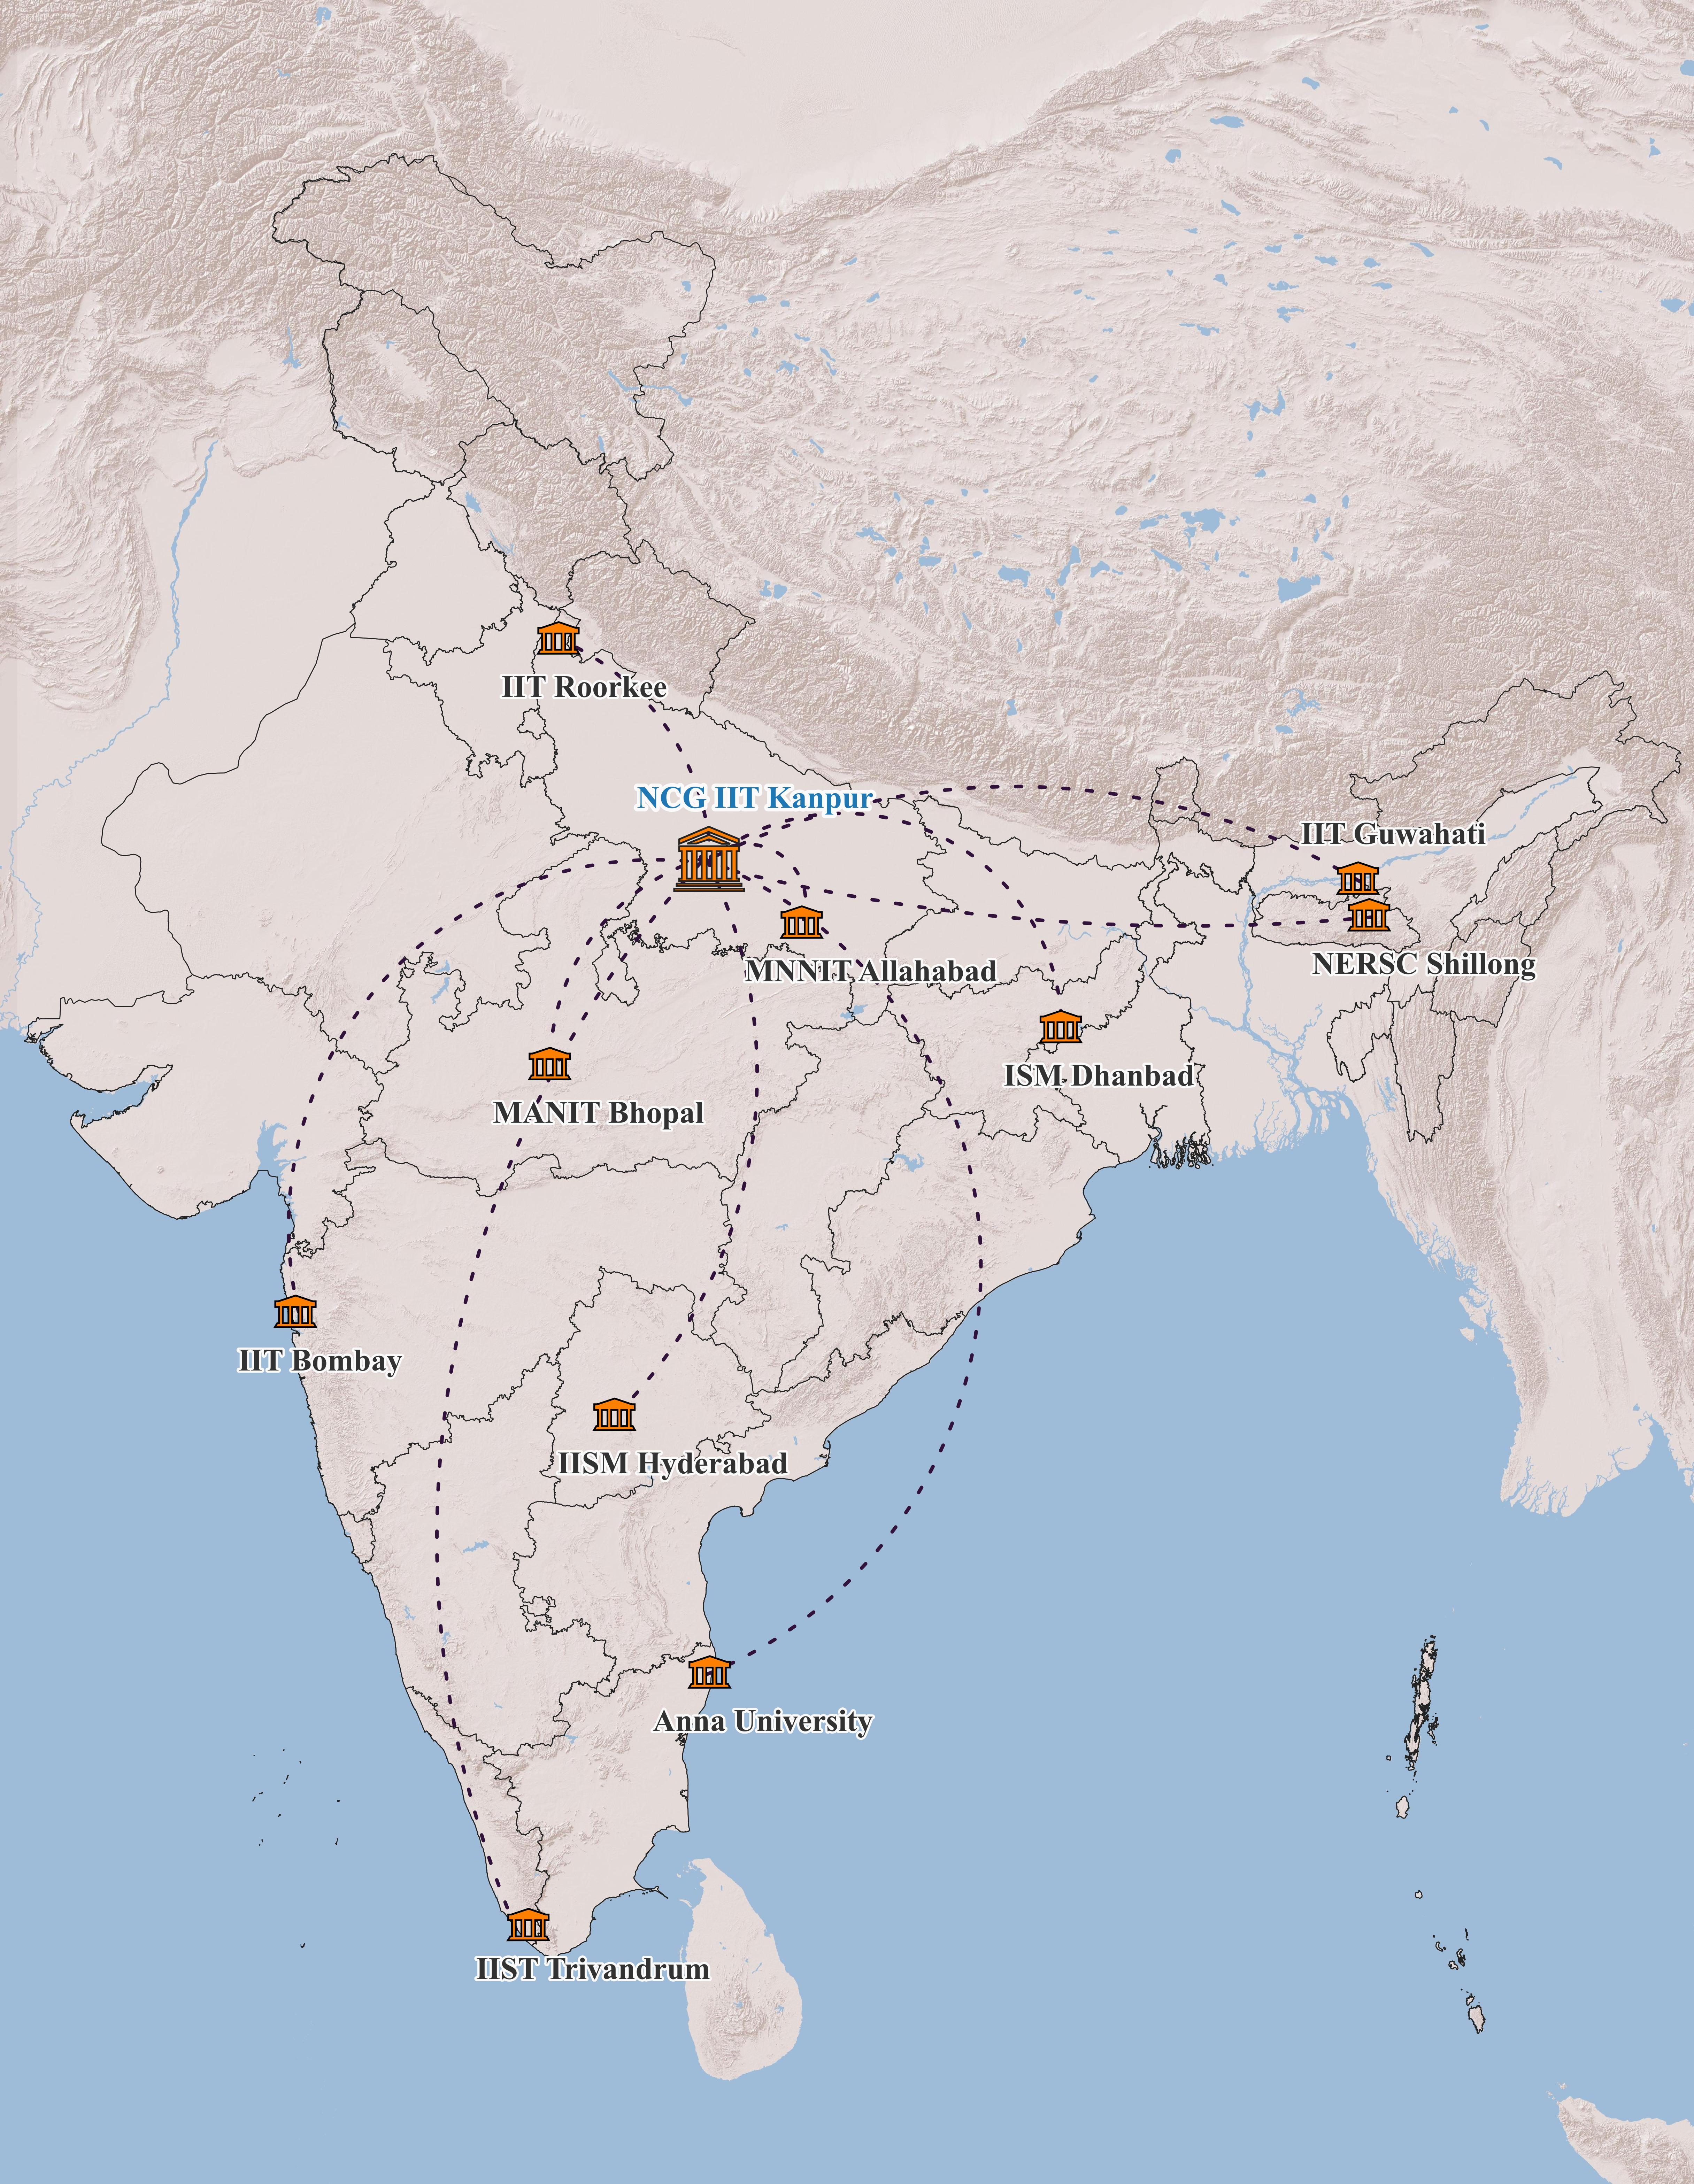 IIT Roorkee
NCG IIT Kanpur
IIT Guwahati
NERSC Shillong
MNNIT Allahabad
ISM Dhanbad
MANIT Bhopal
IIT Bombay
IISM Hyderabad
Anna University
IIST Trivandrum